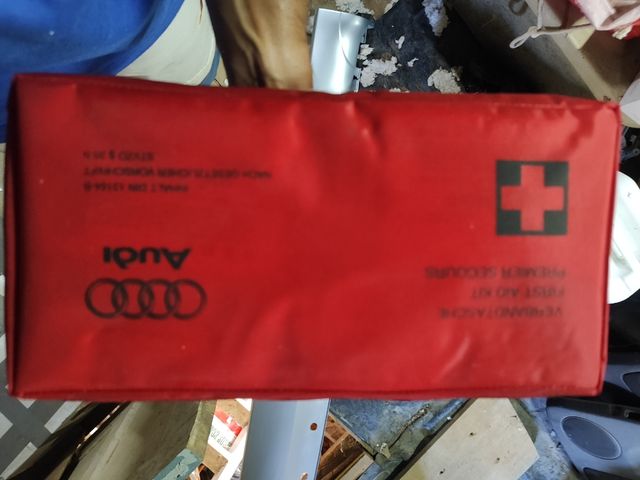 VERBANDTASCHE
FIRST AID KIT
PREMIER SECOURS
Audi
INHALT DIN 13164-B
NACH GESETZLICHER VORSCHRIFT
STVZO § 35 h